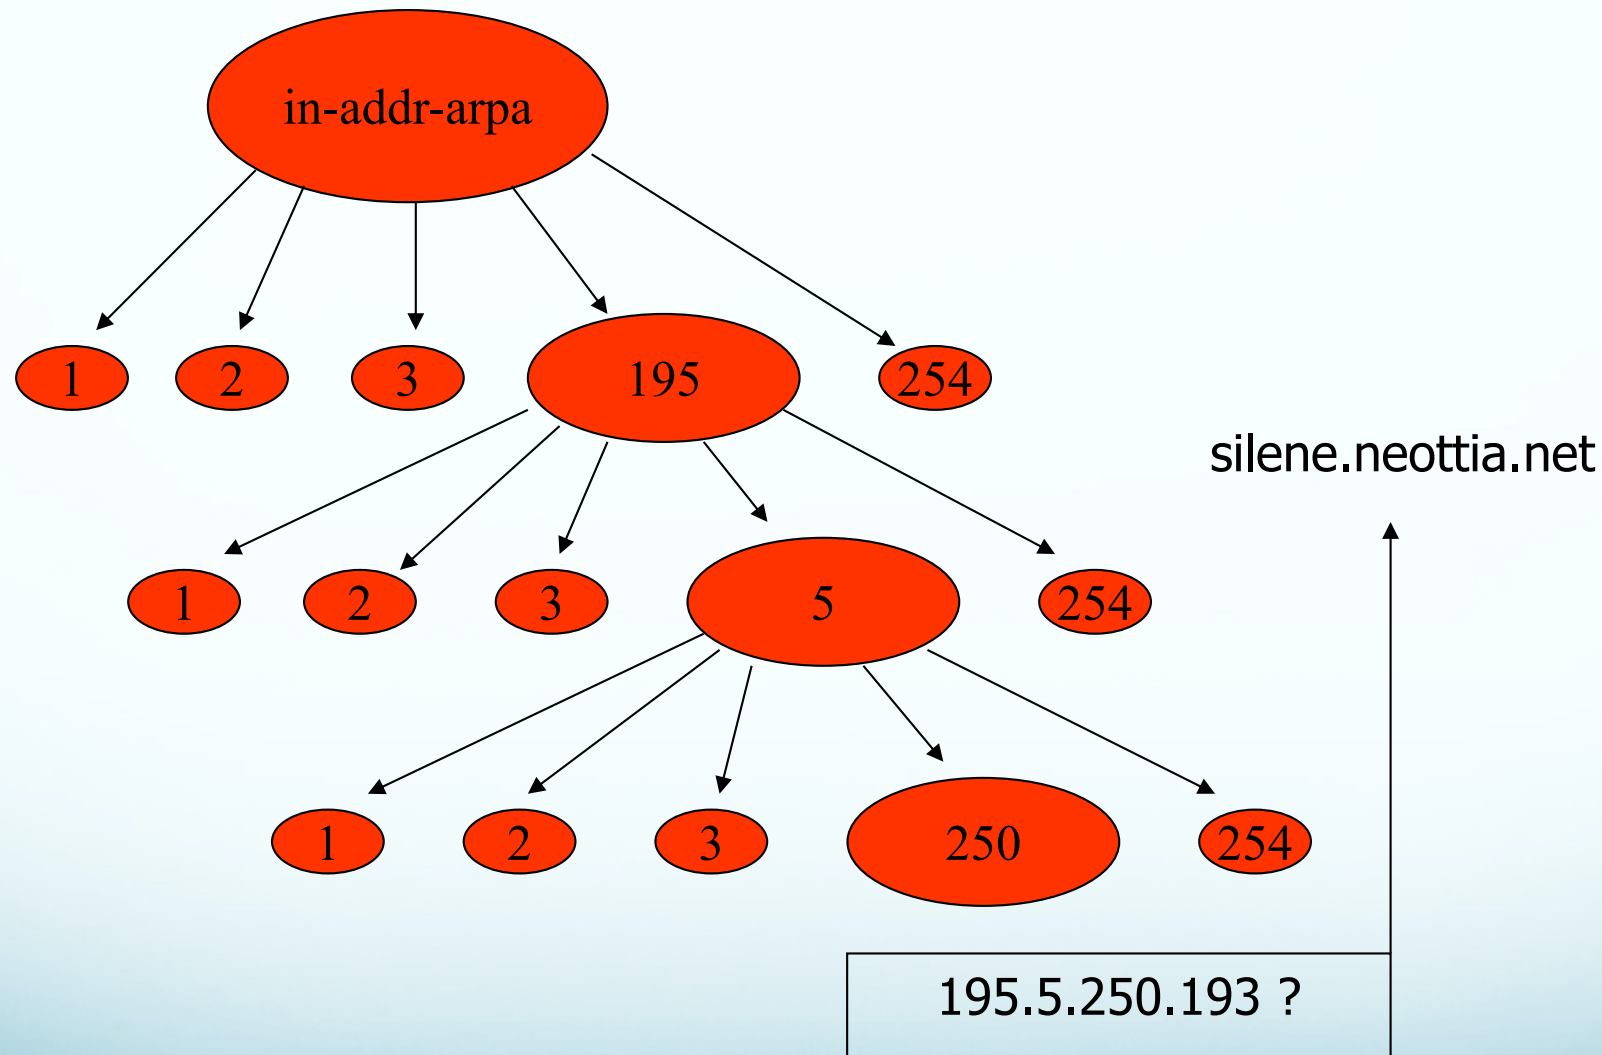 in-addr-arpa
1 2 3 195 254
silene.neottia.net
1 2 3 5 254
1 2 3 250 254
195.5.250.193 ?